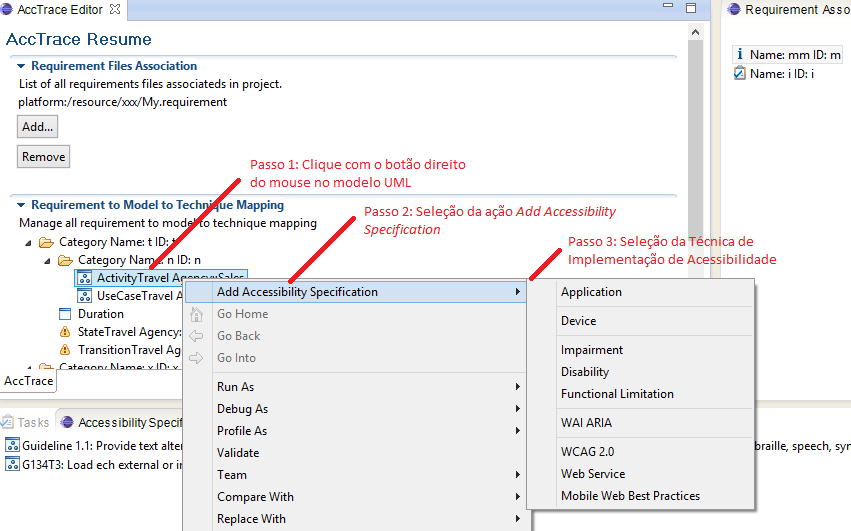 AccTrace Editor
Requirement Asso
AccTrace Resume
Requirement Files Association
List of all requirements files associateds in project.
platform:/resource/xxx/My.requirement
Add...
Remove
Name: mm ID: m
Name: i ID: i
Passo 1: Clique com o botão direito
do mouse no modelo UML
Requirement to Model to Technique Mapping
Manage all requirement to model to technique mapping
Passo 2: Seleção da ação Add Accessibility
Specification
Passo 3: Seleção da Técnica de
Implementação de Acessibilidade
Category Name: t ID: t
Category Name: n ID: n
ActivityTravel Agency::Sales
UseCaseTravel A
Duration
StateTravel Agency:
TransitionTravel Ag
Category Name: x ID: x
AccTrace
Add Accessibility Specification
Go Home
Go Back
Go Into
Run As
Debug As
Profile As
Validate
Team
Compare With
Replace With
Application
Device
Impairment
Disability
Functional Limitation
WAI ARIA
WCAG 2.0
Web Service
Mobile Web Best Practices
Tasks
Accessibility Specif
Guideline 1.1: Provide text alter
braille, speech, syn
G134T3: Load ech external or in